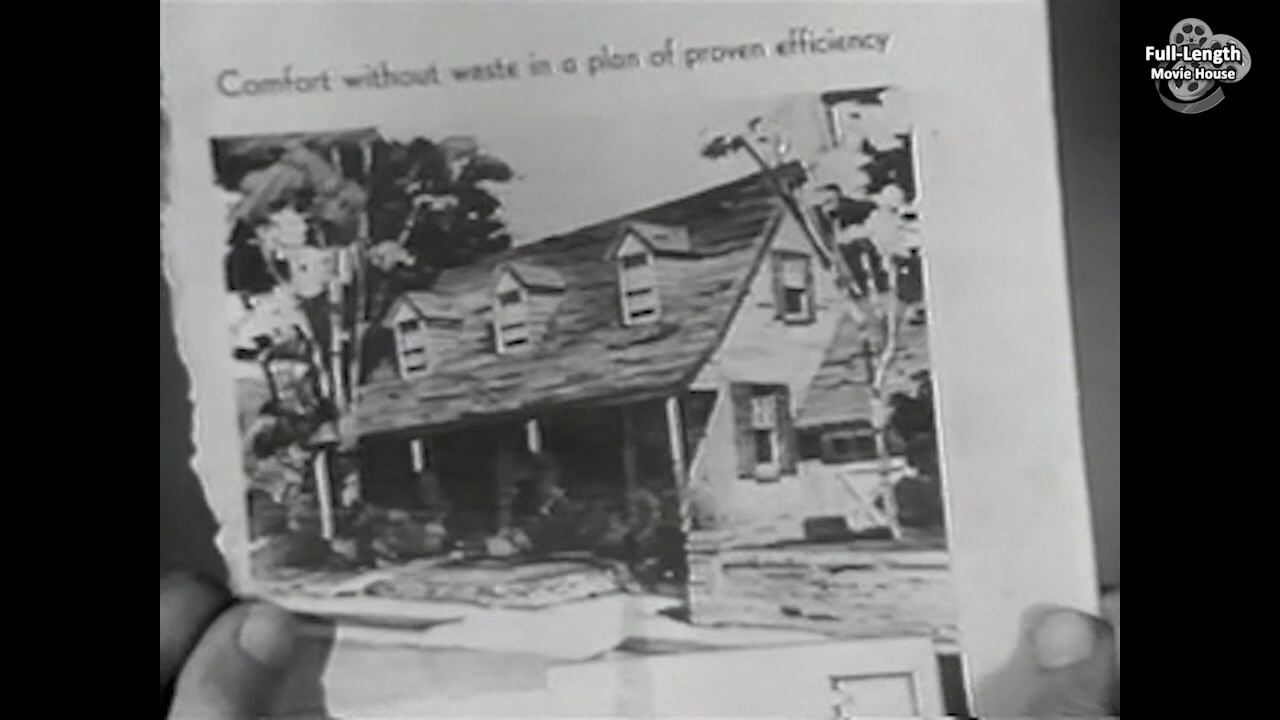 Comfort without waste in a plan of proven efficiency
Full-Length
Movie House